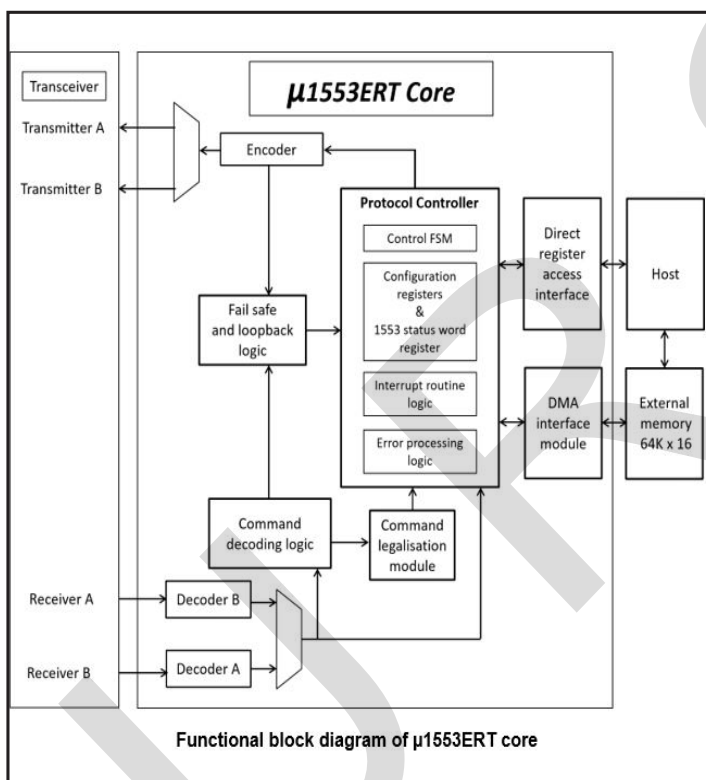 µ1553ERT Core
Transceiver
Transmitter A
Transmitter B
Encoder
Protocol Controller
Control FSM
Configuration
registers
&
1553 status word
register
Interrupt routine
logic
Error processing
logic
Direct
register
access
interface
Host
Fail safe
and loopback
logic
DMA
interface
module
External
memory
64K x 16
Command
decoding logic
Command
legalisation
module
Receiver A
Decoder B
Receiver B
Decoder A
Functional block diagram of µ1553ERT core